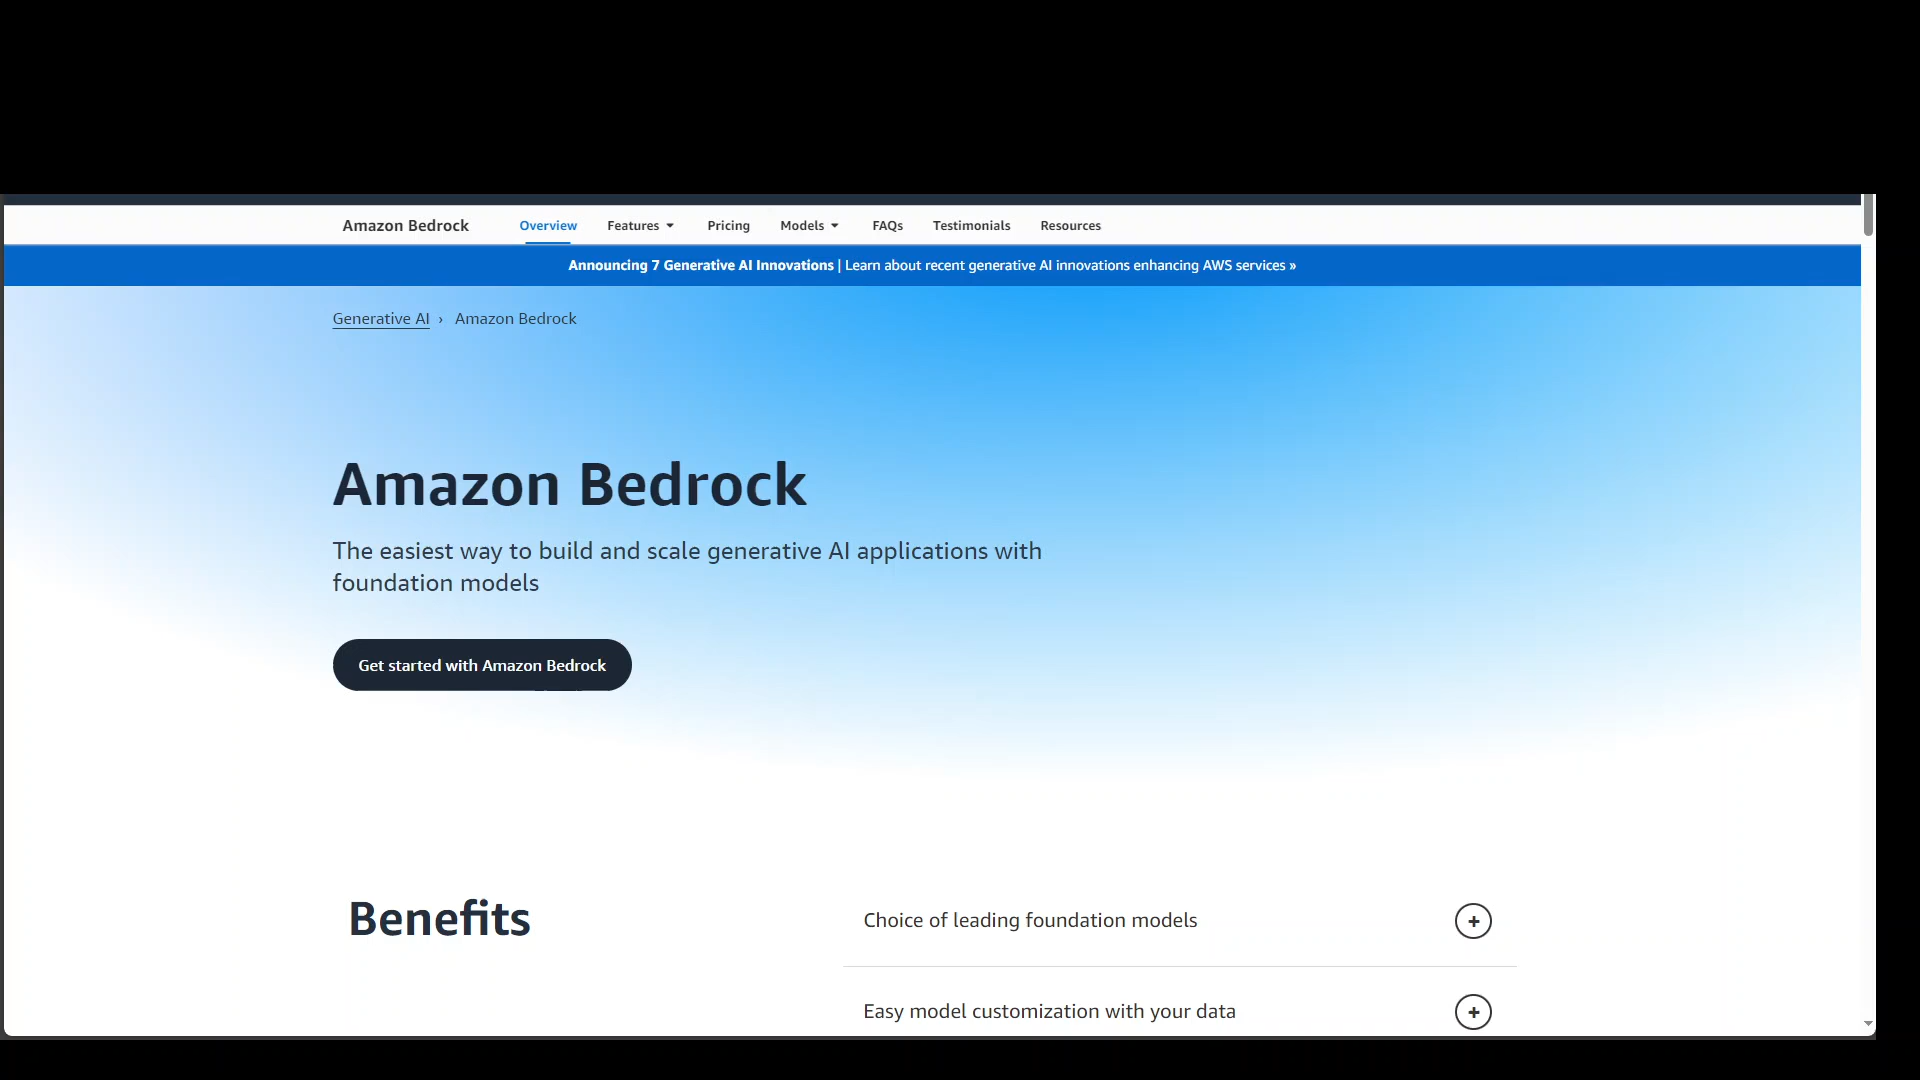 Amazon Bedrock Overview Features Pricing Models FAQs Testimonials Resources
Announcing 7 Generative AI Innovations | Learn about recent generative AI innovations enhancing AWS services »
Generative AI › Amazon Bedrock
Amazon Bedrock
The easiest way to build and scale generative AI applications with
foundation models
Get started with Amazon Bedrock
Benefits
Choice of leading foundation models
Easy model customization with your data